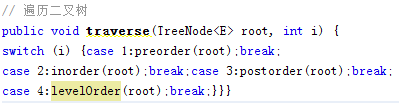 // 遍历二叉树
public void traverse(TreeNode<E> root, int i) {
switch (i) {case 1:preorder(root);break;
case 2:inorder(root);break;case 3:postorder(root);break;
case 4:levelOrder(root);break;}}}